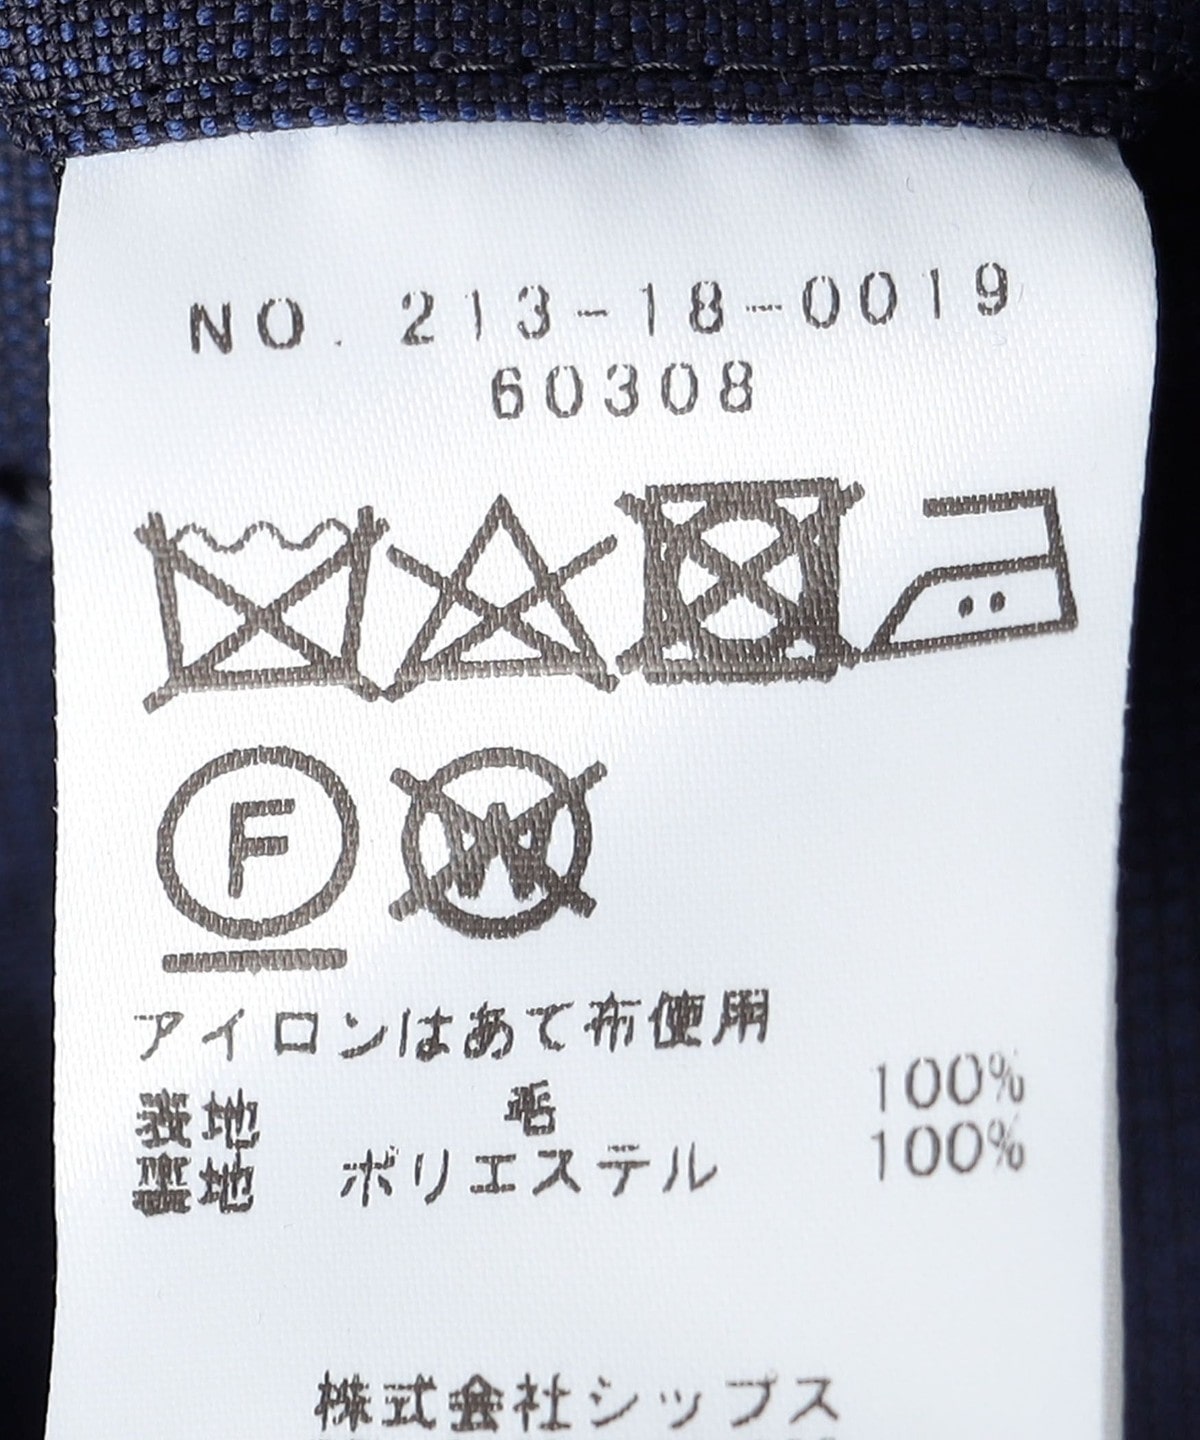 NO. 213-18-0019
60308
F W
アイロンはあて布使用
表地 毛 100%
裏地 ポリエステル 100%
株式会社シップス